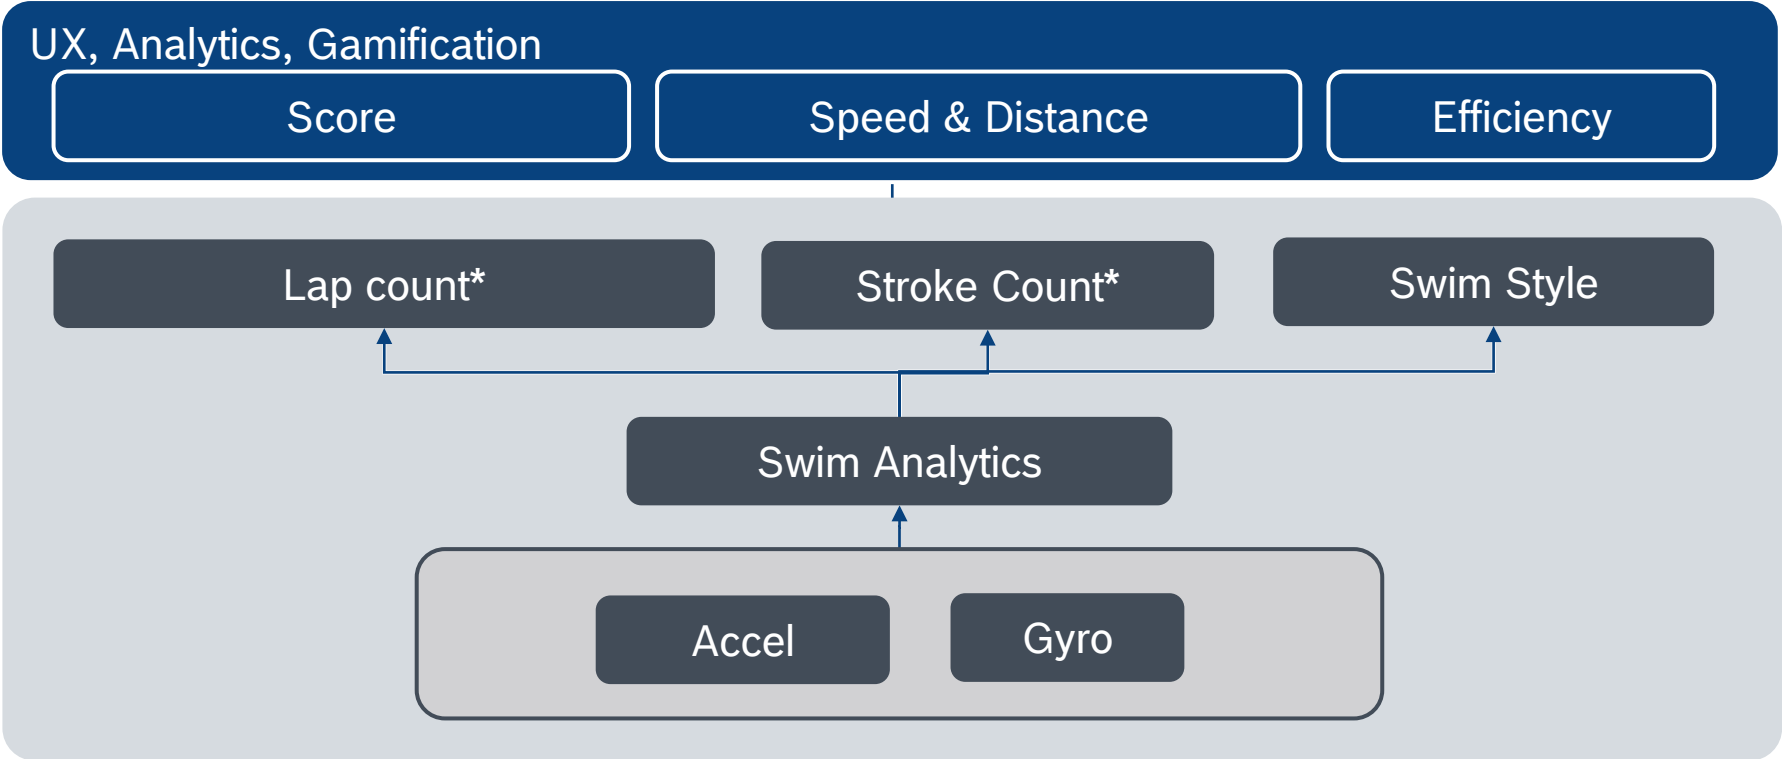 UX, Analytics, Gamification
Score
Speed & Distance
Efficiency
Lap count*
Stroke Count*
Swim Style
Swim Analytics
Accel
Gyro